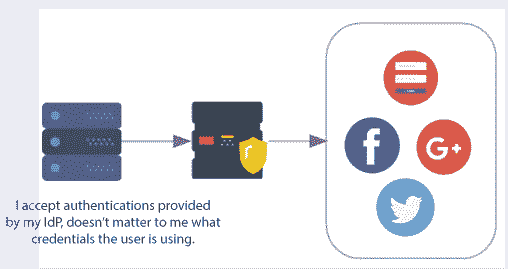 f
G+
I accept authentications provided
by my IdP, doesn't matter to me what
credentials the user is using.